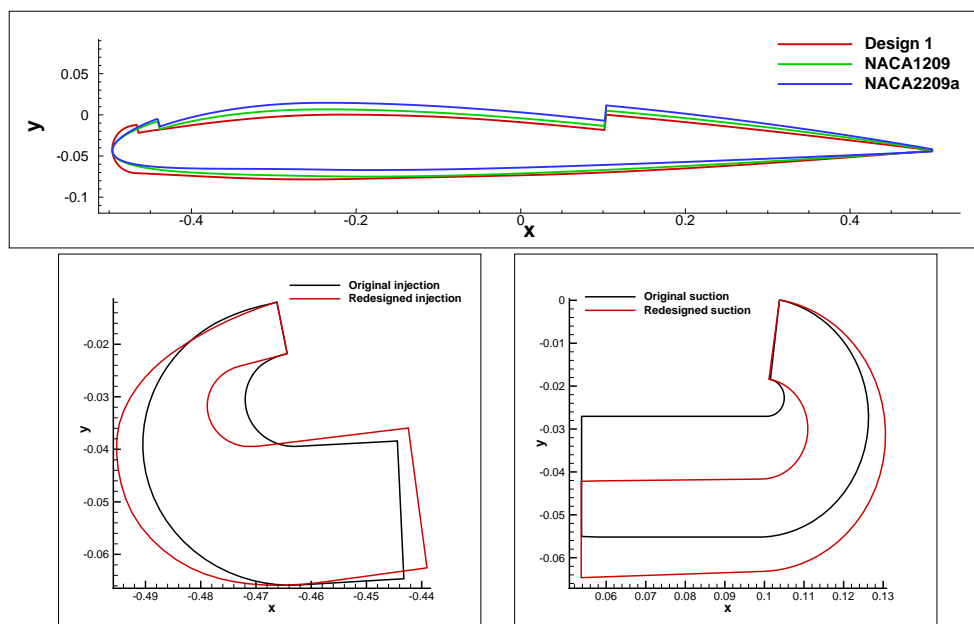 Design 1
NACA1209
NACA2209a
y
0.05
0
-0.05
-0.1
-0.4
-0.2
0
0.2
0.4
x
Original injection
Redesigned injection
y
-0.02
-0.03
-0.04
-0.05
-0.06
-0.49
-0.48
-0.47
-0.46
-0.45
-0.44
x
Original suction
Redesigned suction
y
0
-0.01
-0.02
-0.03
-0.04
-0.05
-0.06
0.06
0.07
0.08
0.09
0.1
0.11
0.12
0.13
x